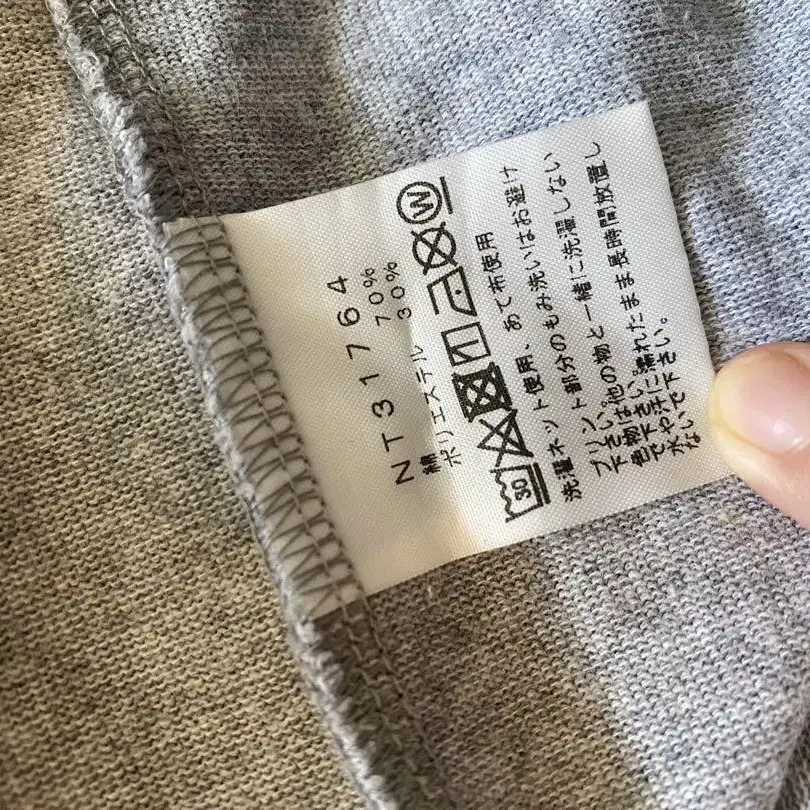 NT31764
綿 70%
ポリエステル 30%
30 W
洗濯ネット使用、あて布使用
プリント部分のもみ洗いはお避け
下さい。他の物と一緒に洗濯しない
で下さい。
濡れたまま長時間放置し
ないで下さい。